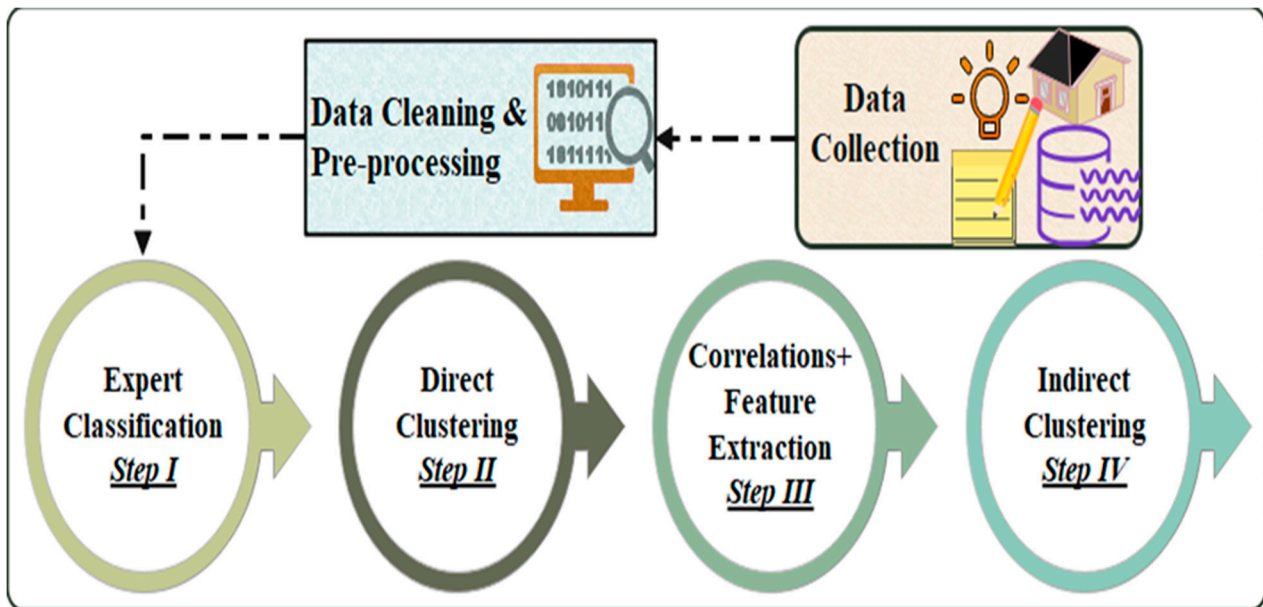 Data Cleaning &
Pre-processing
1010111
001011
101111
Data
Collection
Expert
Classification
Step I
Direct
Clustering
Step II
Correlations+
Feature
Extraction
Step III
Indirect
Clustering
Step IV